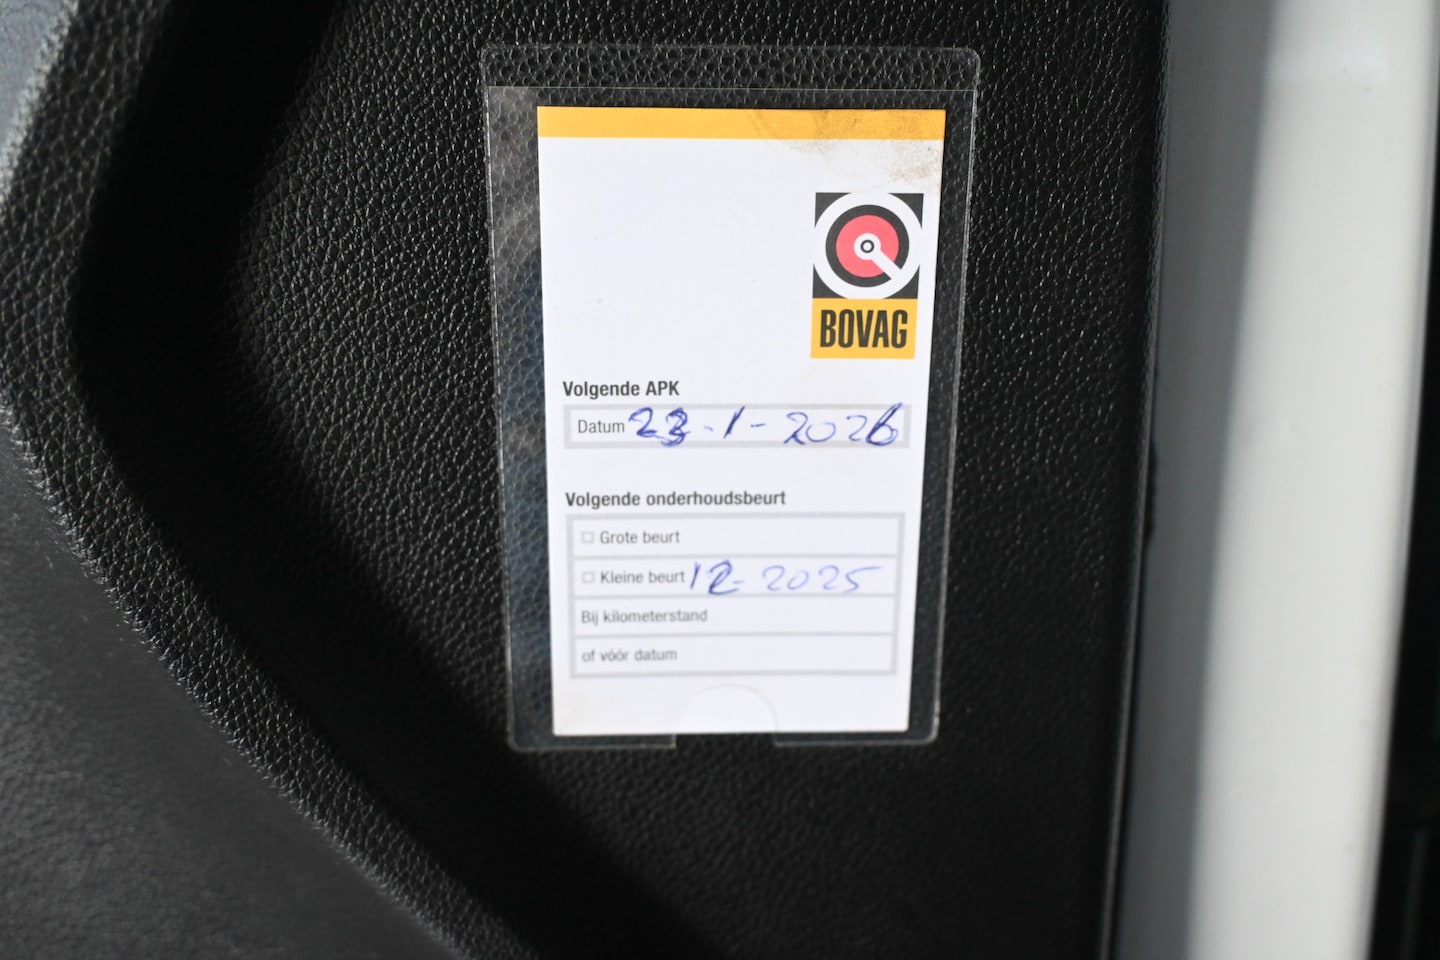 BOVAG
Volgende APK
Datum 23-1-2026
Volgende onderhoudsbeurt
Grote beurt
Kleine beurt 12-2025
Bij kilometerstand
of vóór datum